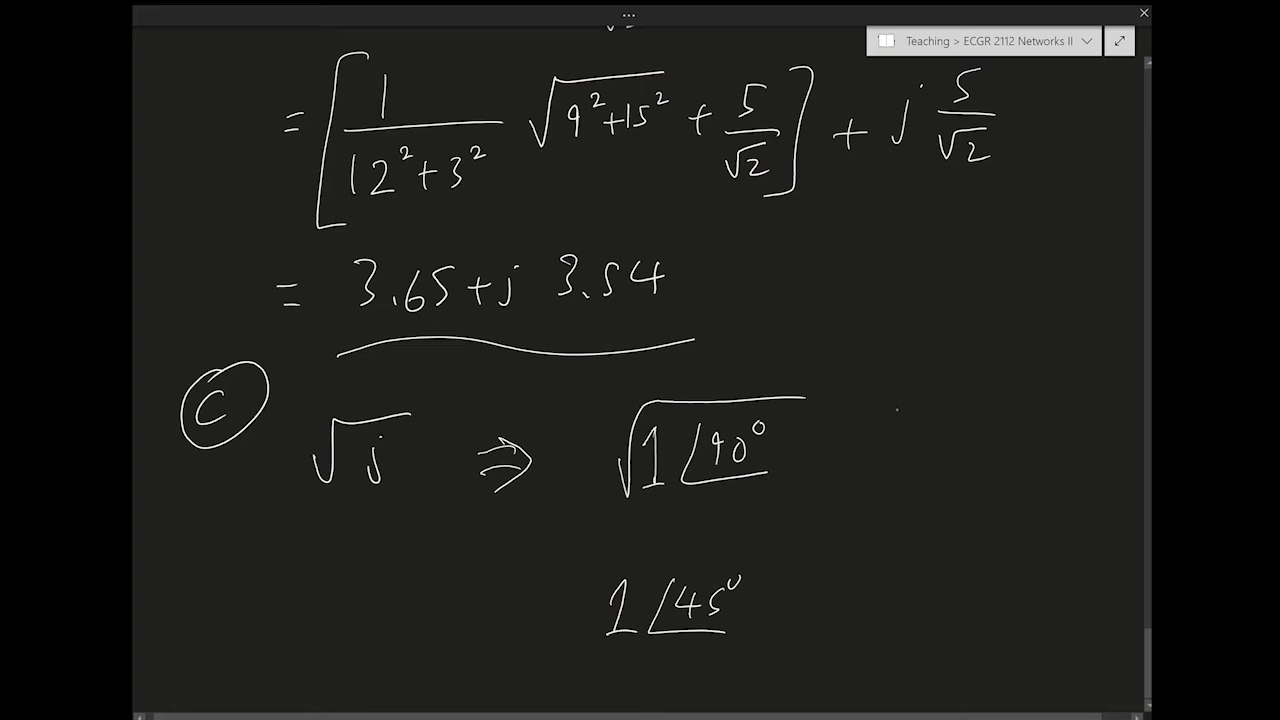 Teaching > ECGR 2112 Networks II
= [ 1 / (12² + 3²) √(9² + 15²) + 5/√2 ] + j 5/√2
= 3.65 + j 3.54
C √j ⇒ √(1 ∠90°)
1 ∠45°